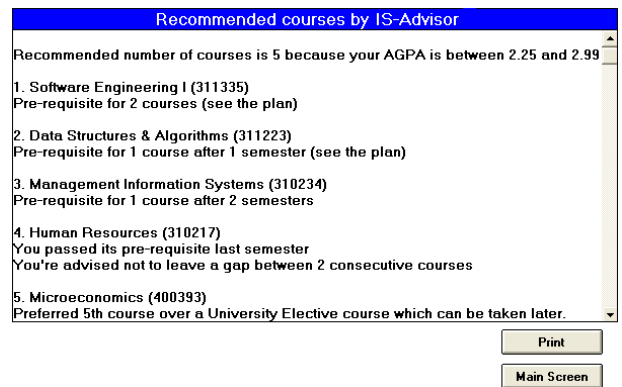 Recommended courses by IS-Advisor
Recommended number of courses is 5 because your AGPA is between 2.25 and 2.99
1. Software Engineering I (311335)
Pre-requisite for 2 courses (see the plan)
2. Data Structures & Algorithms (311223)
Pre-requisite for 1 course after 1 semester (see the plan)
3. Management Information Systems (310234)
Pre-requisite for 1 course after 2 semesters
4. Human Resources (310217)
You passed its pre-requisite last semester
You're advised not to leave a gap between 2 consecutive courses
5. Microeconomics (400393)
Preferred 5th course over a University Elective course which can be taken later.
Print
Main Screen